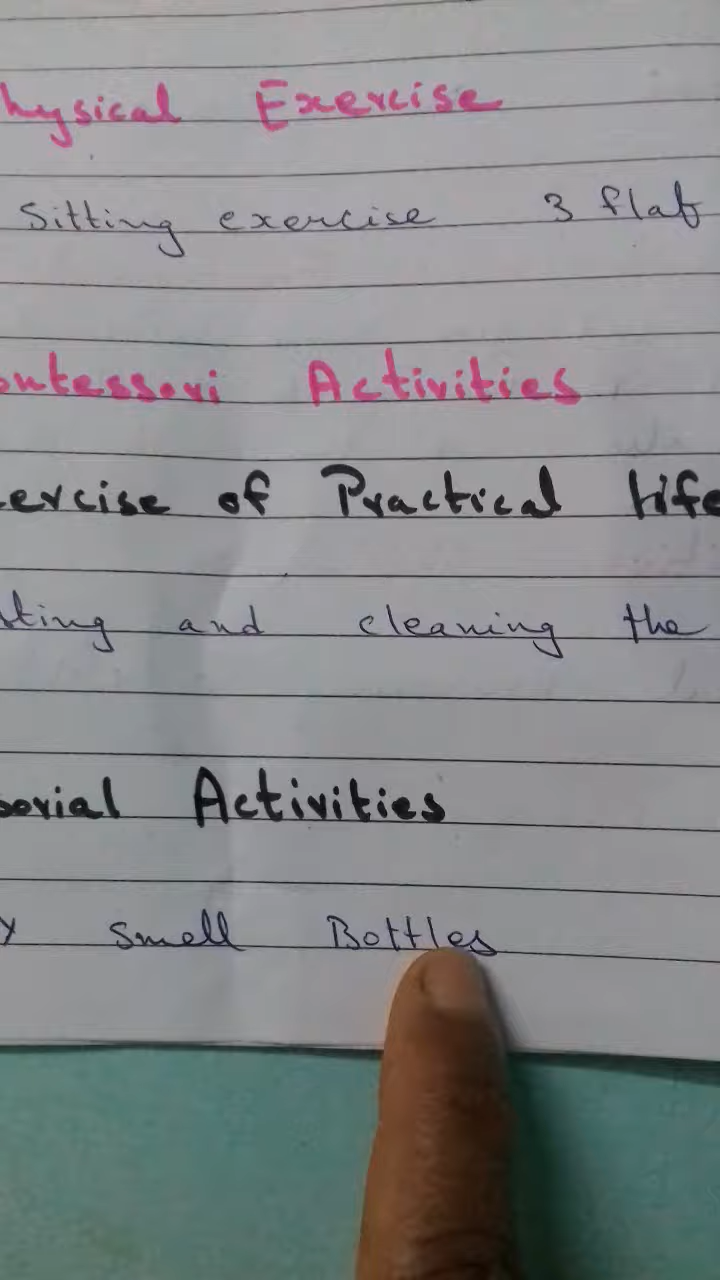 hysical Exercise
Sitting exercise 3 flat
ontessori Activities
ercise of Practical life
ting and cleaning the
sorial Activities
y Smell Bottles